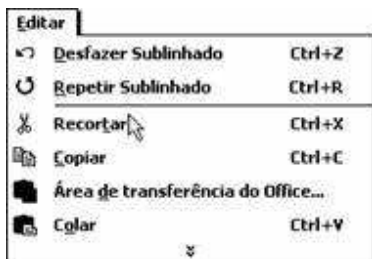 Editar
Desfazer Sublinhado Ctrl+Z
Repetir Sublinhado Ctrl+R
Recortar Ctrl+X
Copiar Ctrl+C
Área de transferência do Office...
Colar Ctrl+V